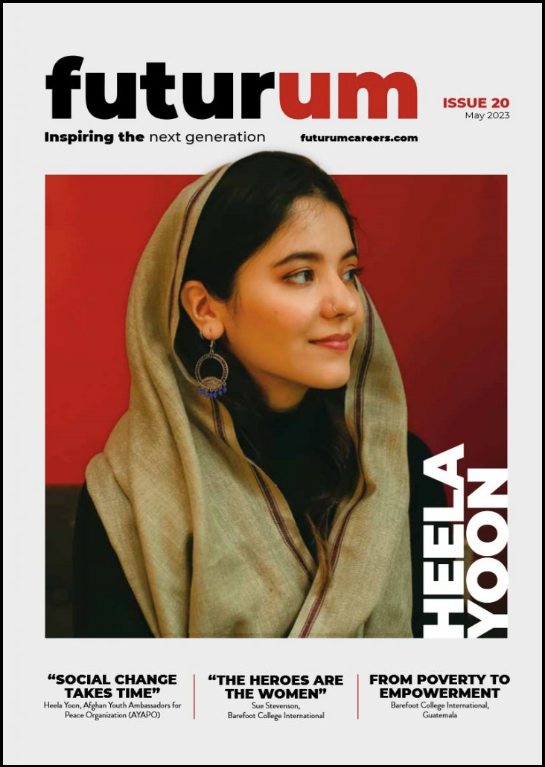 futurum
ISSUE 20
May 2023
Inspiring the next generation
futurumcareers.com
HEELA
YOON
“SOCIAL CHANGE
TAKES TIME”
Heela Yoon, Afghan Youth Ambassadors for
Peace Organization (AYAPO)
“THE HEROES ARE
THE WOMEN”
Sue Stevenson,
Barefoot College International
FROM POVERTY TO
EMPOWERMENT
Barefoot College International,
Guatemala